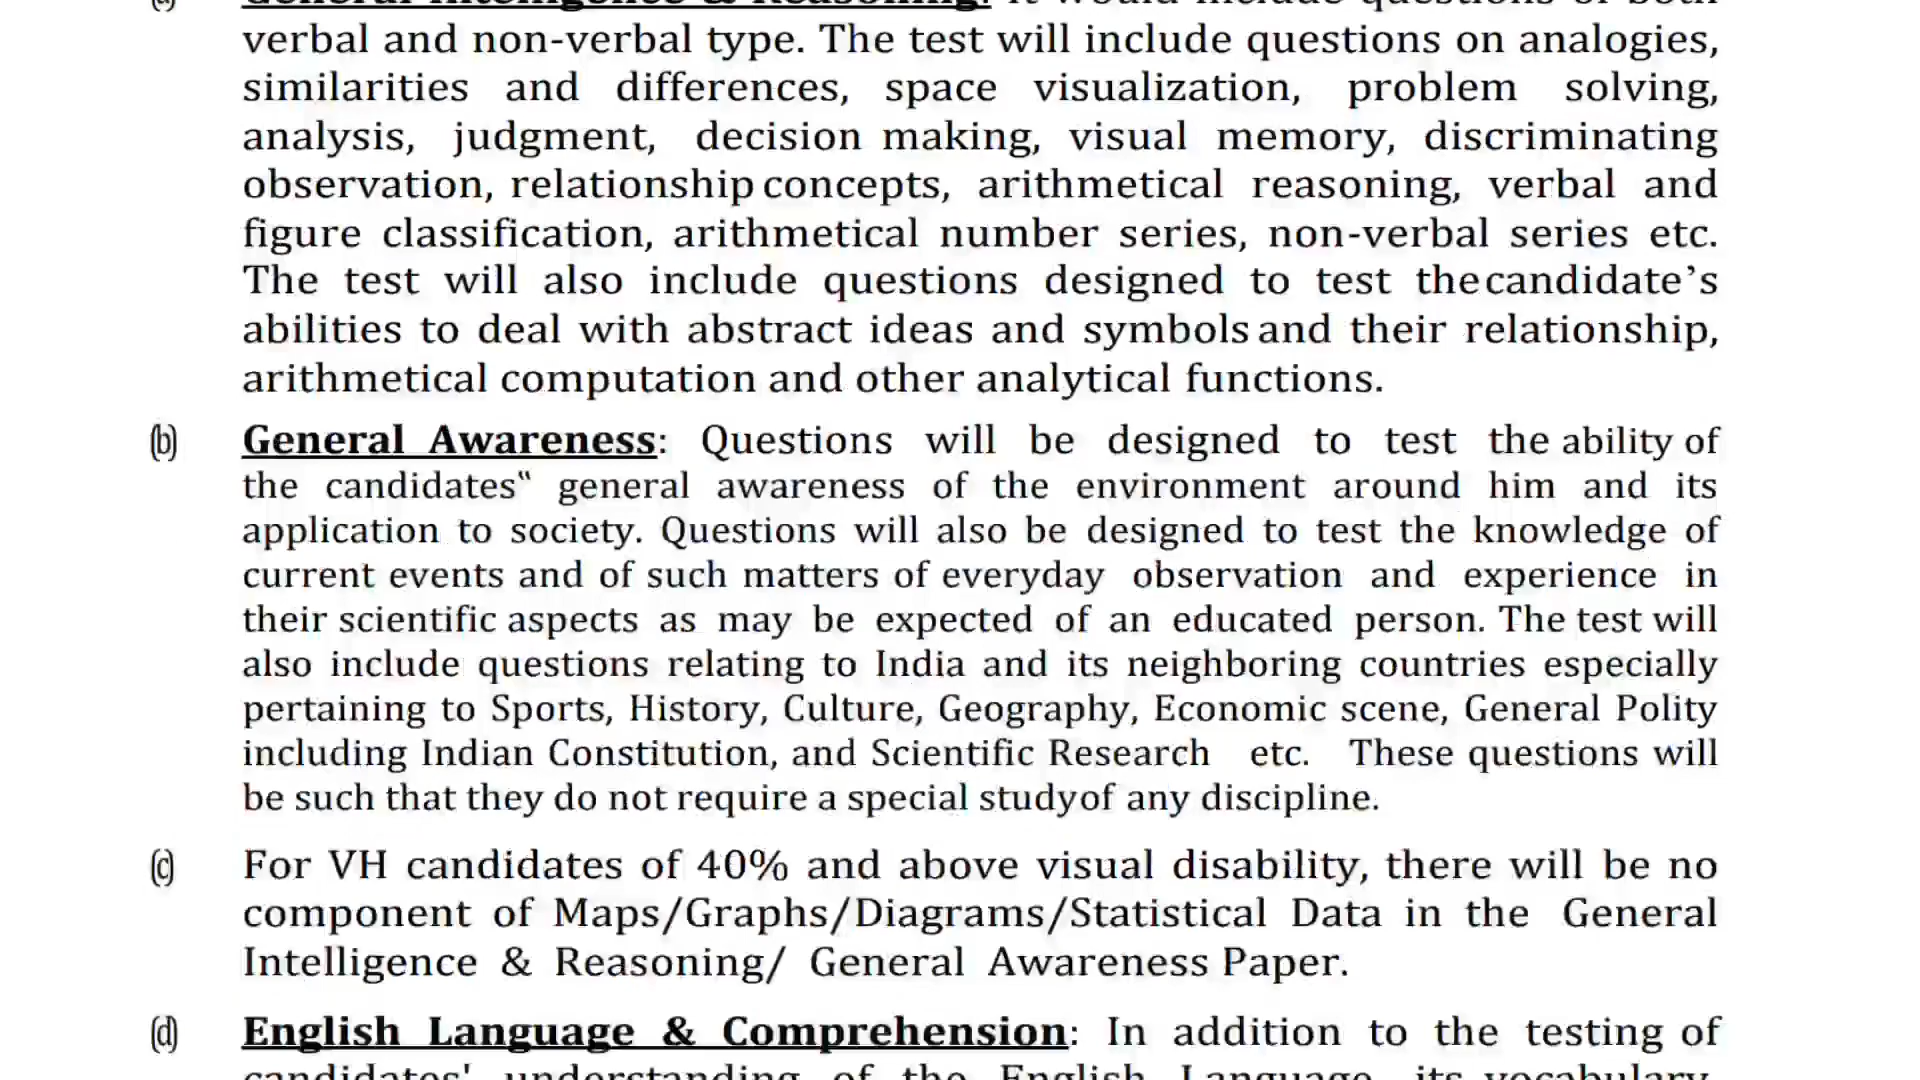 (a) General Intelligence & Reasoning: It would include questions of both
verbal and non-verbal type. The test will include questions on analogies,
similarities and differences, space visualization, problem solving,
analysis, judgment, decision making, visual memory, discriminating
observation, relationship concepts, arithmetical reasoning, verbal and
figure classification, arithmetical number series, non-verbal series etc.
The test will also include questions designed to test thecandidate’s
abilities to deal with abstract ideas and symbols and their relationship,
arithmetical computation and other analytical functions.
(b) General Awareness: Questions will be designed to test the ability of
the candidates‟ general awareness of the environment around him and its
application to society. Questions will also be designed to test the knowledge of
current events and of such matters of everyday observation and experience in
their scientific aspects as may be expected of an educated person. The test will
also include questions relating to India and its neighboring countries especially
pertaining to Sports, History, Culture, Geography, Economic scene, General Polity
including Indian Constitution, and Scientific Research etc. These questions will
be such that they do not require a special studyof any discipline.
(c) For VH candidates of 40% and above visual disability, there will be no
component of Maps/Graphs/Diagrams/Statistical Data in the General
Intelligence & Reasoning/ General Awareness Paper.
(d) English Language & Comprehension: In addition to the testing of
candidates' understanding of the English Language, its vocabulary,